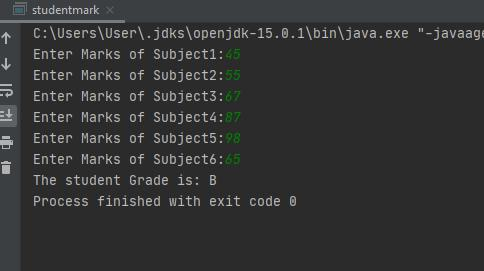 studentmark
C:\Users\User\.jdks\openjdk-15.0.1\bin\java.exe "-javaage
Enter Marks of Subject1:45
Enter Marks of Subject2:55
Enter Marks of Subject3:67
Enter Marks of Subject4:87
Enter Marks of Subject5:98
Enter Marks of Subject6:65
The student Grade is: B
Process finished with exit code 0